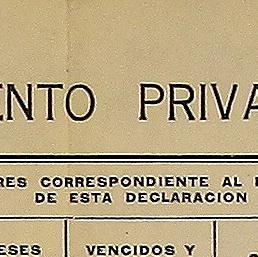 ENTO PRIVA
RES CORRESPONDIENTE AL
DE ESTA DECLARACION
ESES VENCIDOS Y